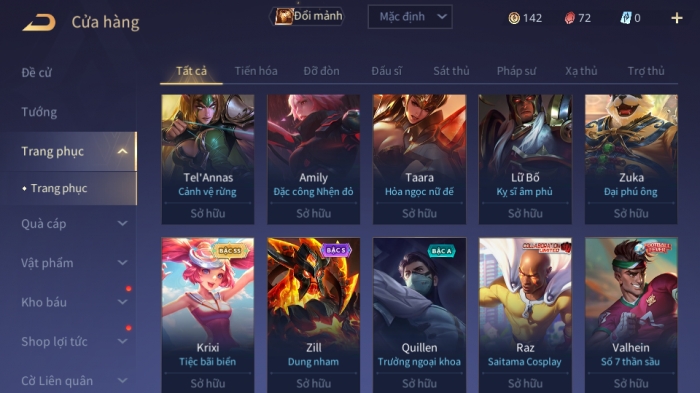 Cửa hàng
Đổi mảnh
Mặc định
142
72
0
Đề cử
Tướng
Trang phục
Trang phục
Quà cáp
Vật phẩm
Kho báu
Shop lợi tức
Cờ Liên quân
Tất cả
Tiến hóa
Đỡ đòn
Đấu sĩ
Sát thủ
Pháp sư
Xạ thủ
Trợ thủ
Tel'Annas
Cảnh vệ rừng
Sở hữu
Amily
Đặc công Nhện đỏ
Sở hữu
Taara
Hỏa ngọc nữ đế
Sở hữu
Lữ Bố
Kỵ sĩ âm phủ
Sở hữu
Zuka
Đại phú ông
Sở hữu
BẬC SS
Krixi
Tiệc bãi biển
Sở hữu
BẬC S
Zill
Dung nham
Sở hữu
BẬC A
Quillen
Trưởng ngoại khoa
Sở hữu
COLLABORATION
Raz
Saitama Cosplay
Sở hữu
FOOTBALL
Valhein
Số 7 thần sầu
Sở hữu